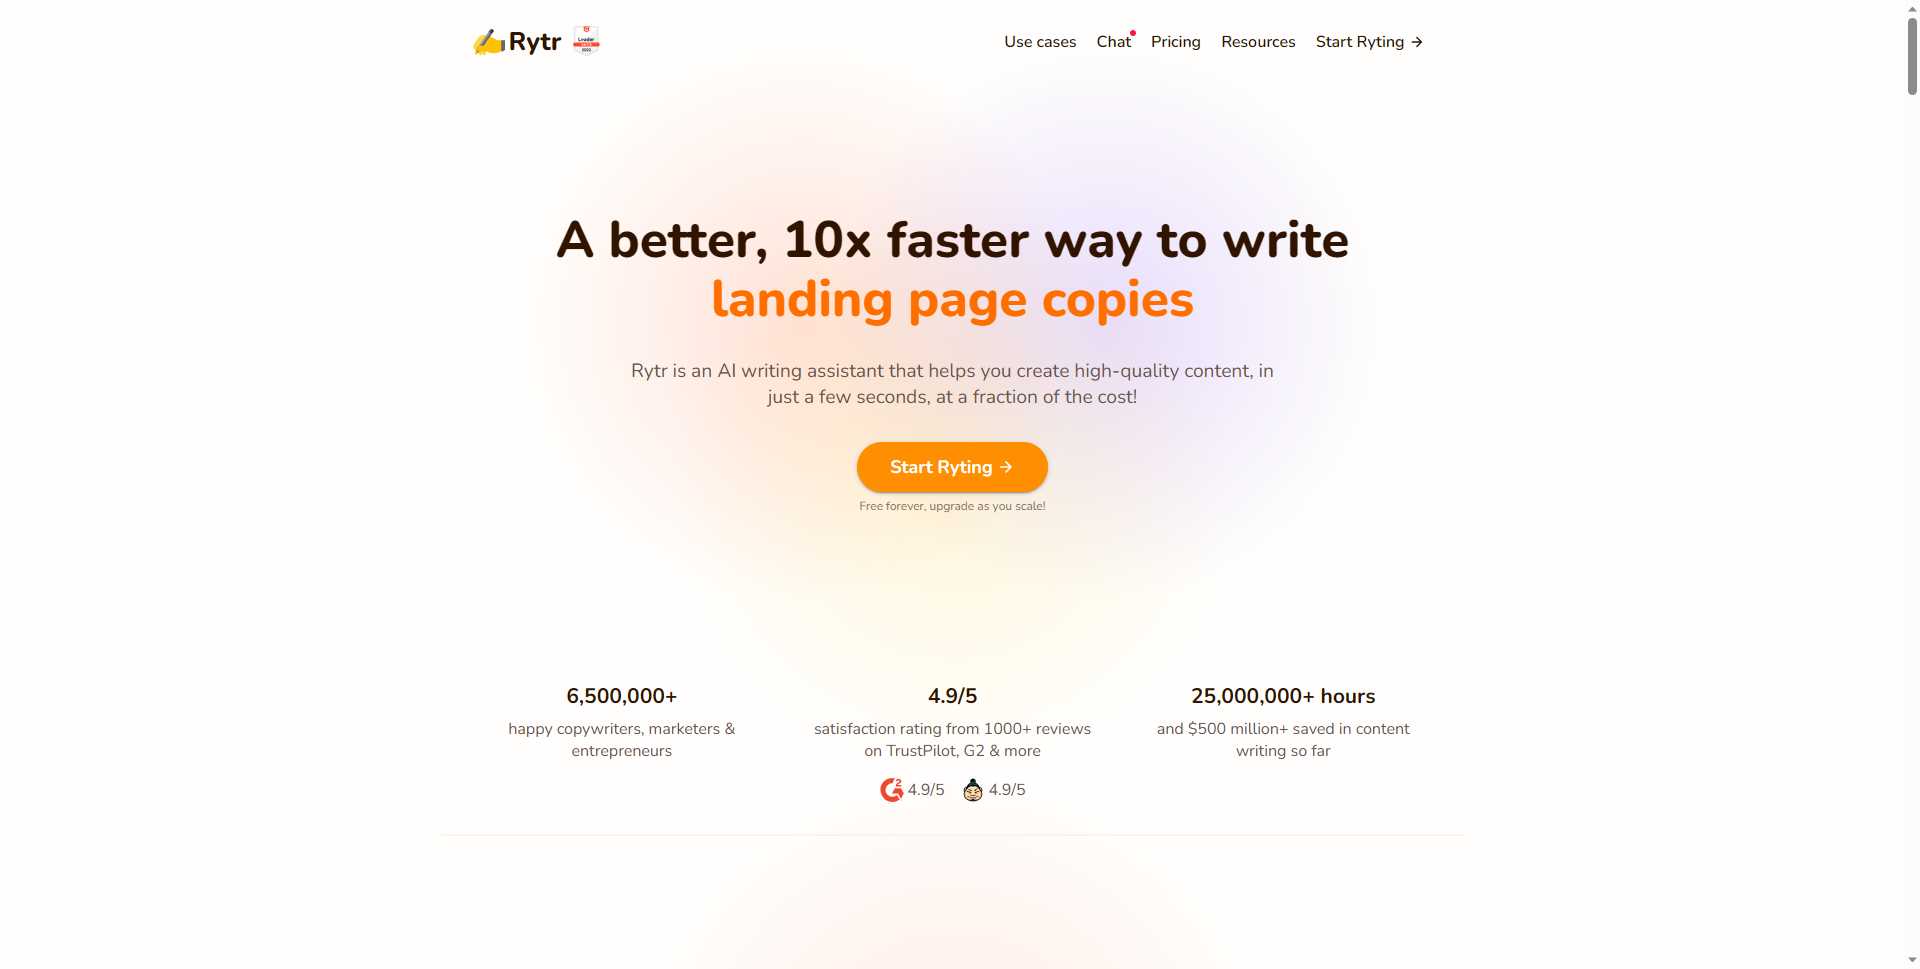 Rytr
Leader
Use cases
Chat
Pricing
Resources
Start Ryting →
A better, 10x faster way to write
landing page copies
Rytr is an AI writing assistant that helps you create high-quality content, in
just a few seconds, at a fraction of the cost!
Start Ryting →
Free forever, upgrade as you scale!
6,500,000+
happy copywriters, marketers &
entrepreneurs
4.9/5
satisfaction rating from 1000+ reviews
on TrustPilot, G2 & more
G2 4.9/5
4.9/5
25,000,000+ hours
and $500 million+ saved in content
writing so far